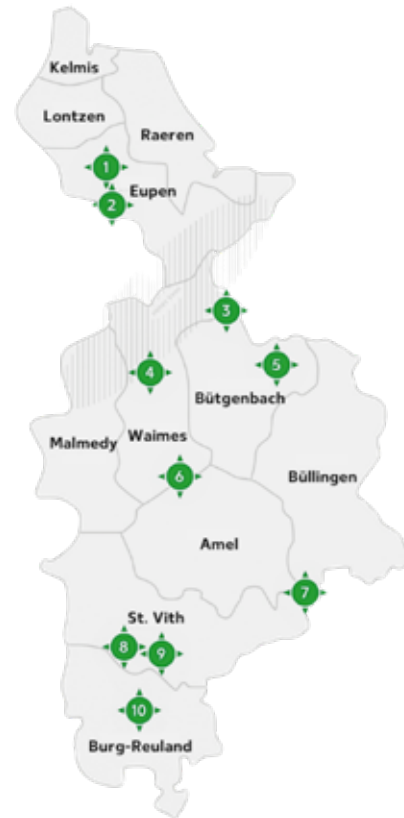 Kelmis
Lontzen
Raeren
1
Eupen
2
3
4
5
Bütgenbach
Malmedy
Waimes
6
Büllingen
Amel
7
St. Vith
8
9
10
Burg-Reuland